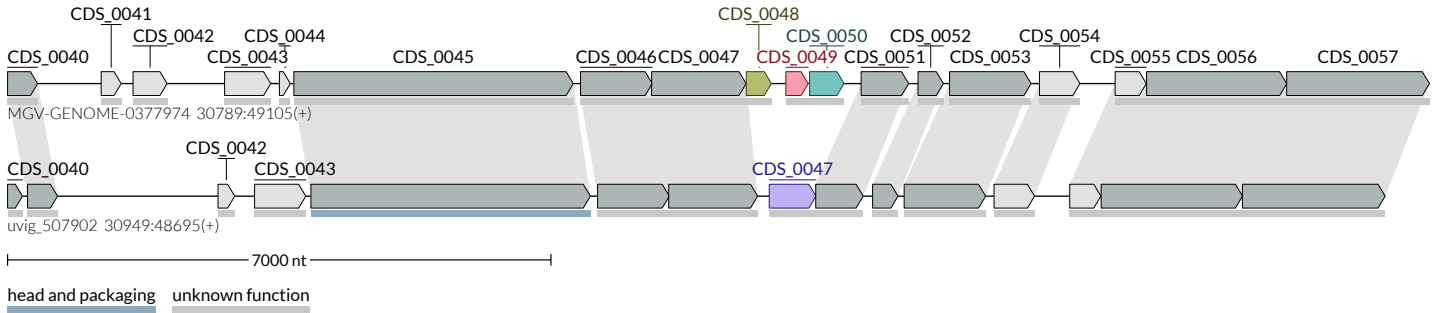 CDS_0041 CDS_0048
CDS_0042 CDS_0044 CDS_0050 CDS_0052 CDS_0054
CDS_0040 CDS_0043 CDS_0045 CDS_0046 CDS_0047 CDS_0049 CDS_0051 CDS_0053 CDS_0055 CDS_0056 CDS_0057
MGV-GENOME-0377974 30789:49105(+)
CDS_0042
CDS_0040 CDS_0043 CDS_0047
uvig_507902 30949:48695(+)
7000 nt
head and packaging unknown function